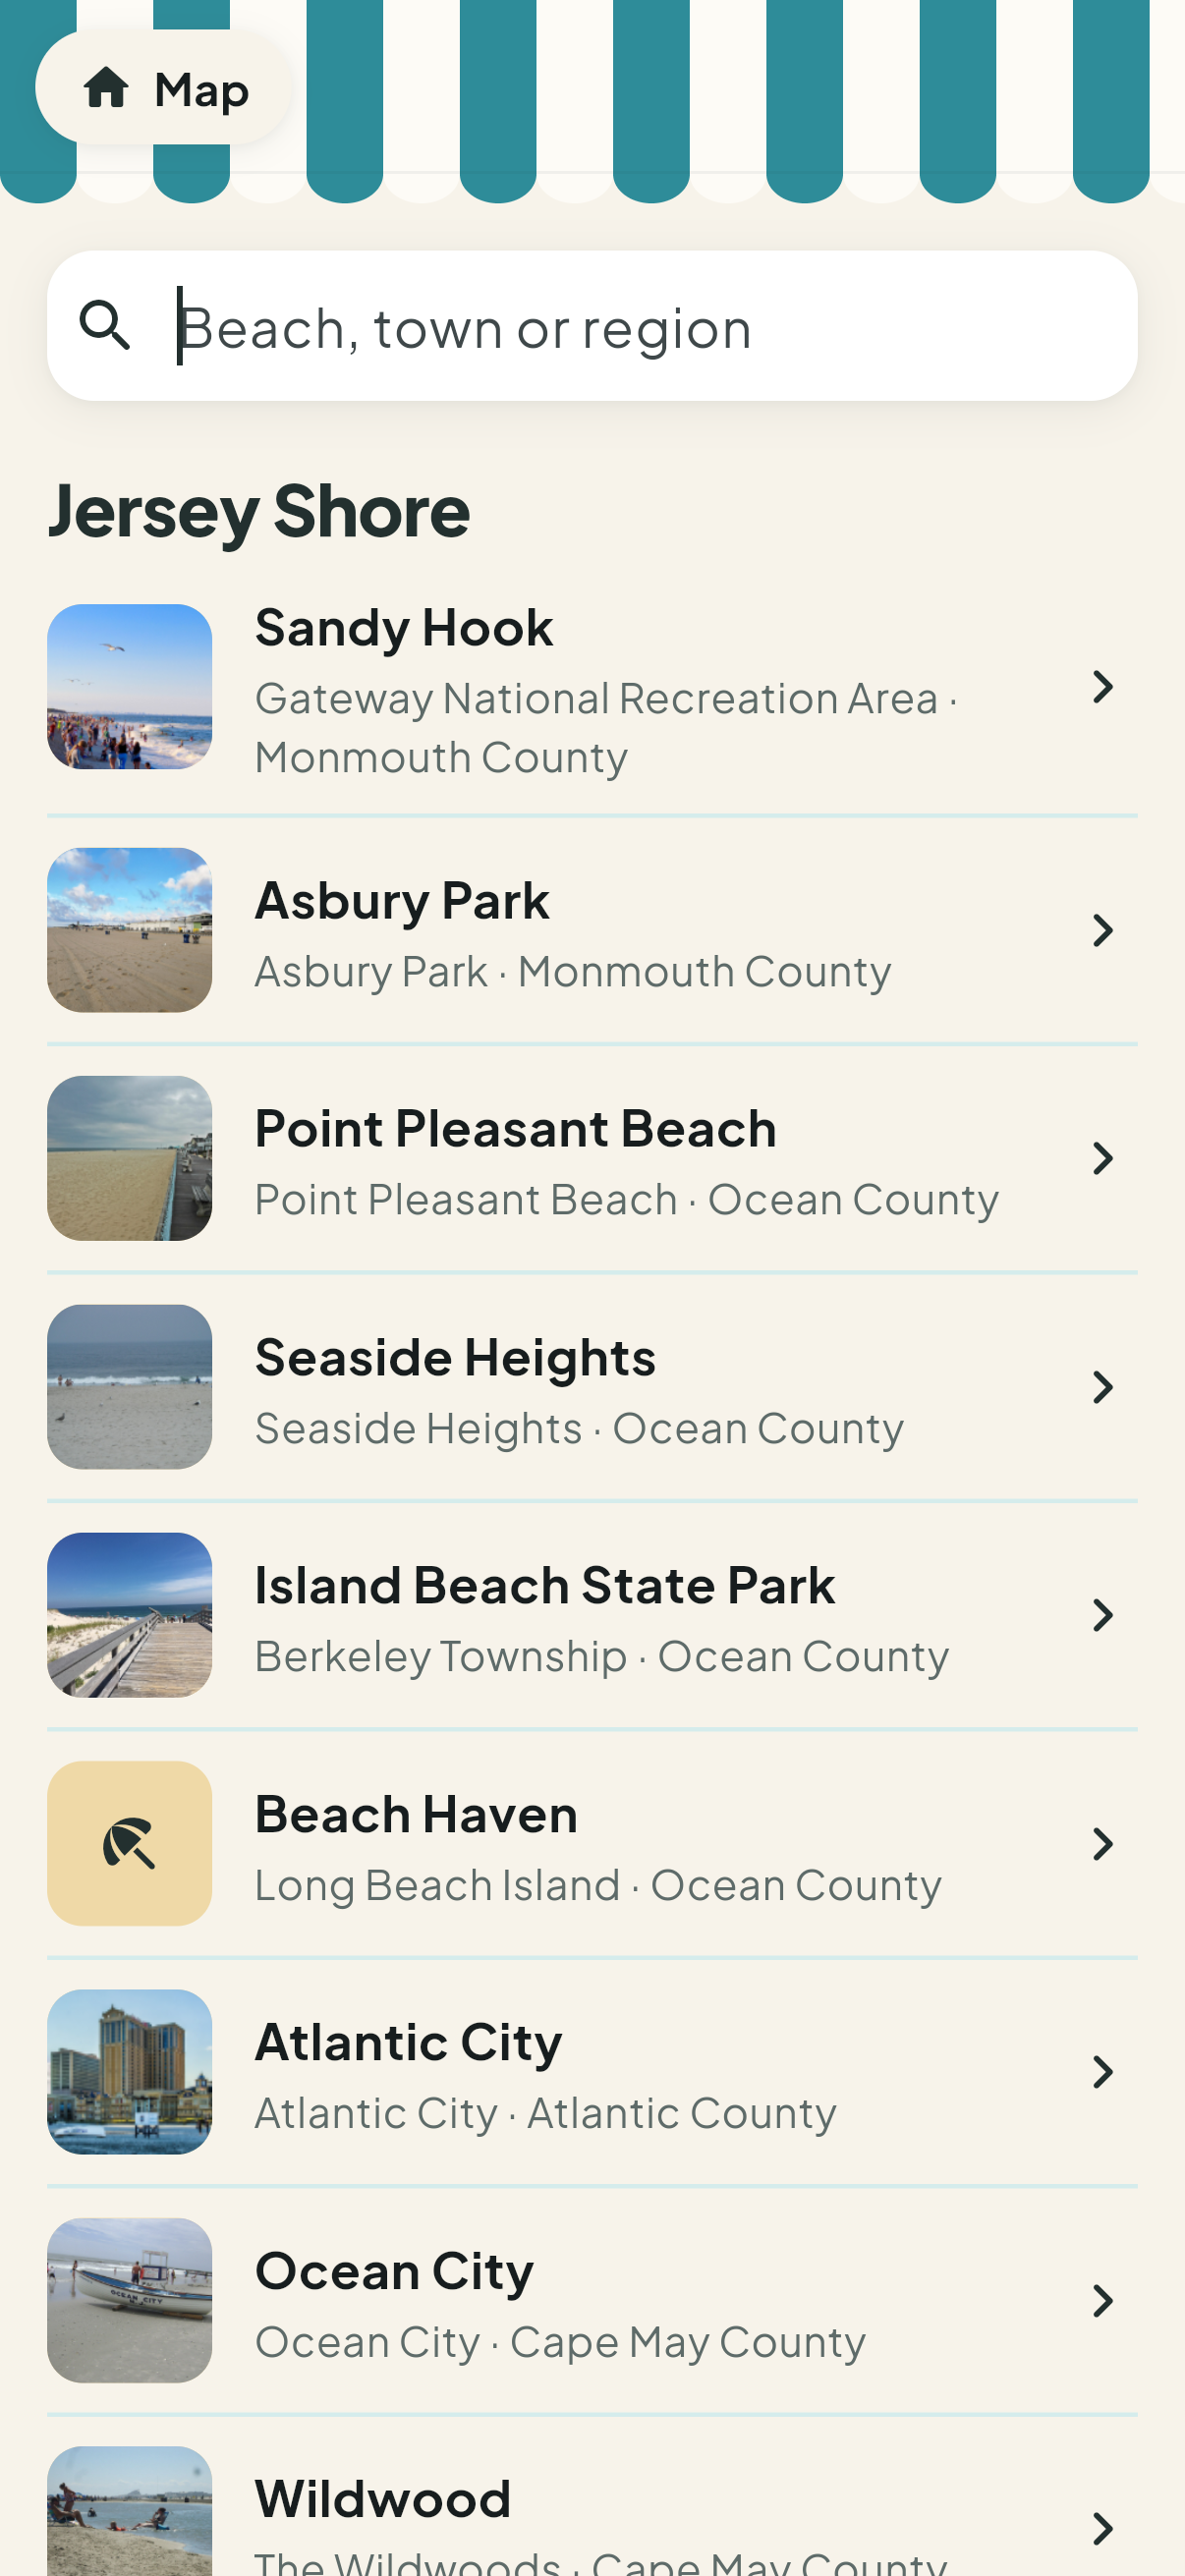 Map
Beach, town or region
Jersey Shore
Sandy Hook
Gateway National Recreation Area ·
Monmouth County
Asbury Park
Asbury Park · Monmouth County
Point Pleasant Beach
Point Pleasant Beach · Ocean County
Seaside Heights
Seaside Heights · Ocean County
Island Beach State Park
Berkeley Township · Ocean County
Beach Haven
Long Beach Island · Ocean County
Atlantic City
Atlantic City · Atlantic County
OCEAN CITY
Ocean City
Ocean City · Cape May County
Wildwood
The Wildwoods · Cape May County